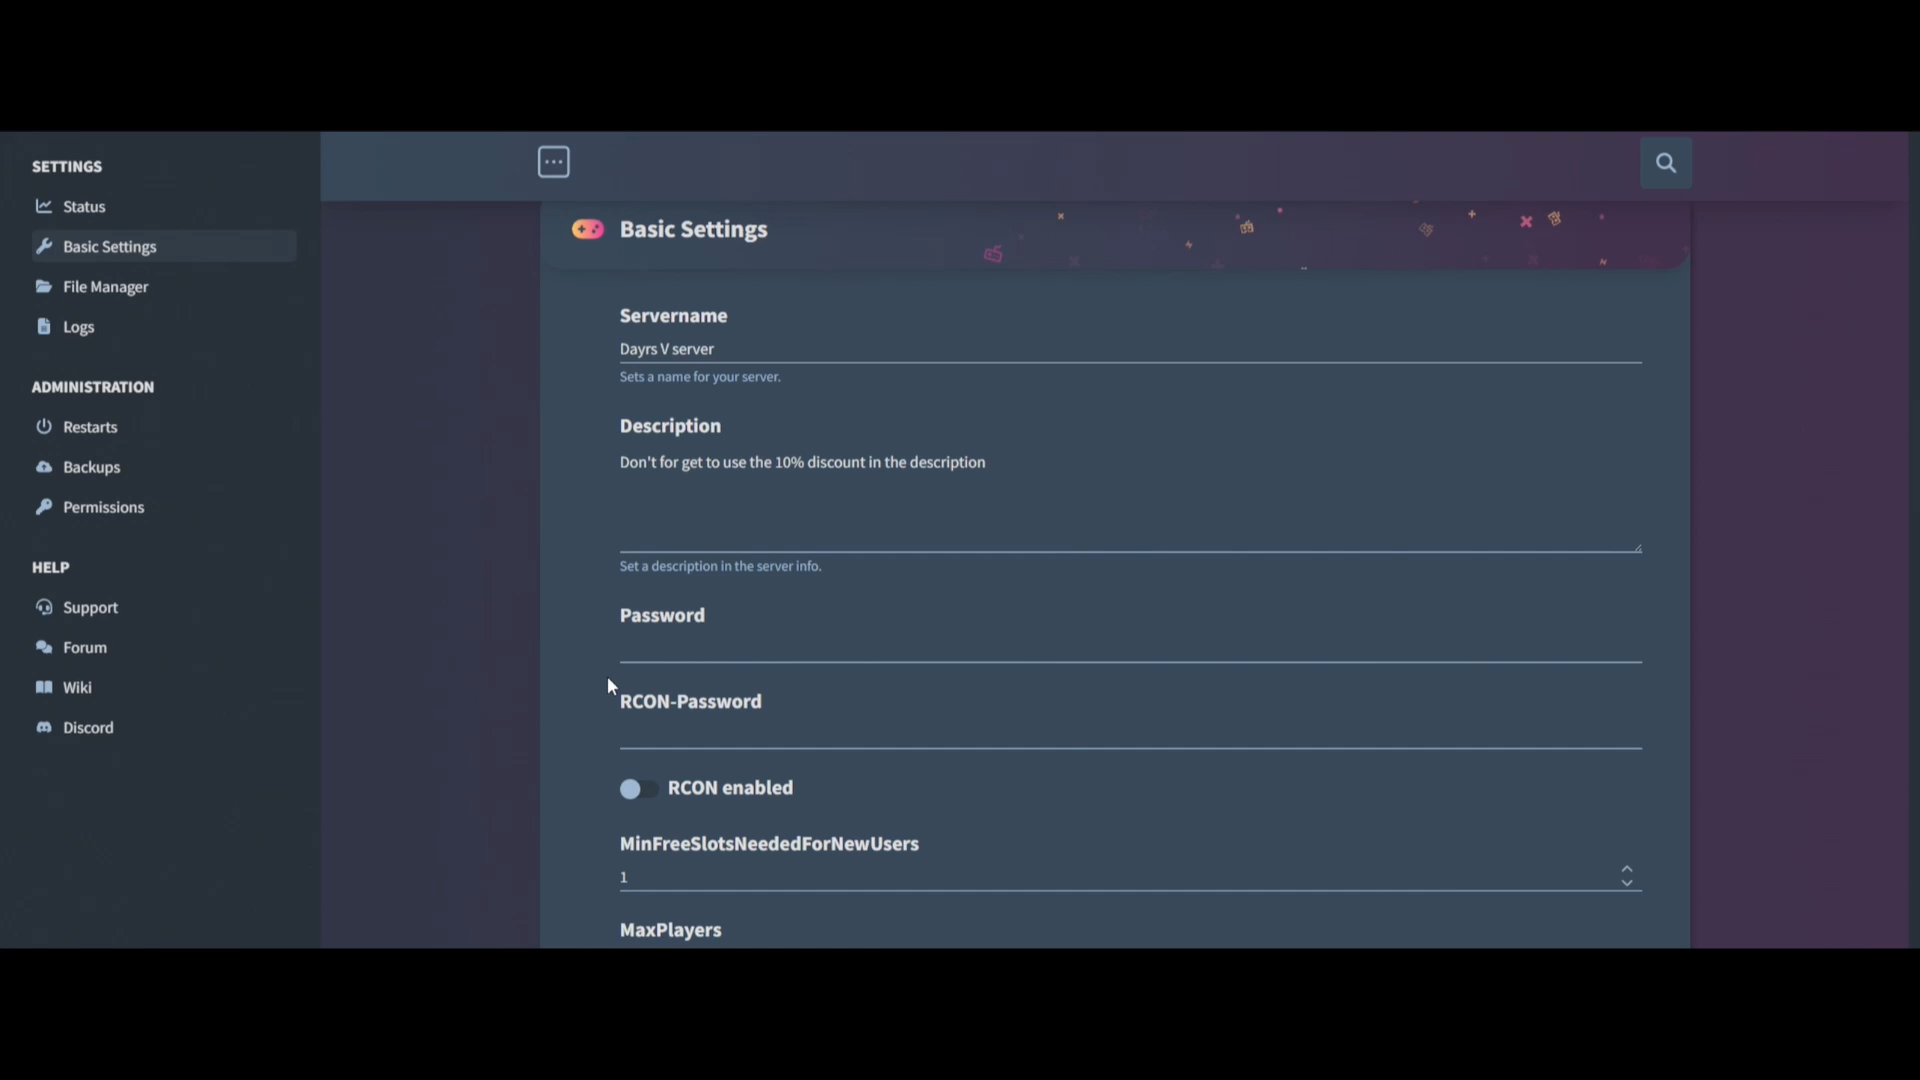 SETTINGS
Status
Basic Settings
File Manager
Logs
ADMINISTRATION
Restarts
Backups
Permissions
HELP
Support
Forum
Wiki
Discord
Basic Settings
Servername
Dayrs V server
Sets a name for your server.
Description
Don't for get to use the 10% discount in the description
Set a description in the server info.
Password
RCON-Password
RCON enabled
MinFreeSlotsNeededForNewUsers
1
MaxPlayers